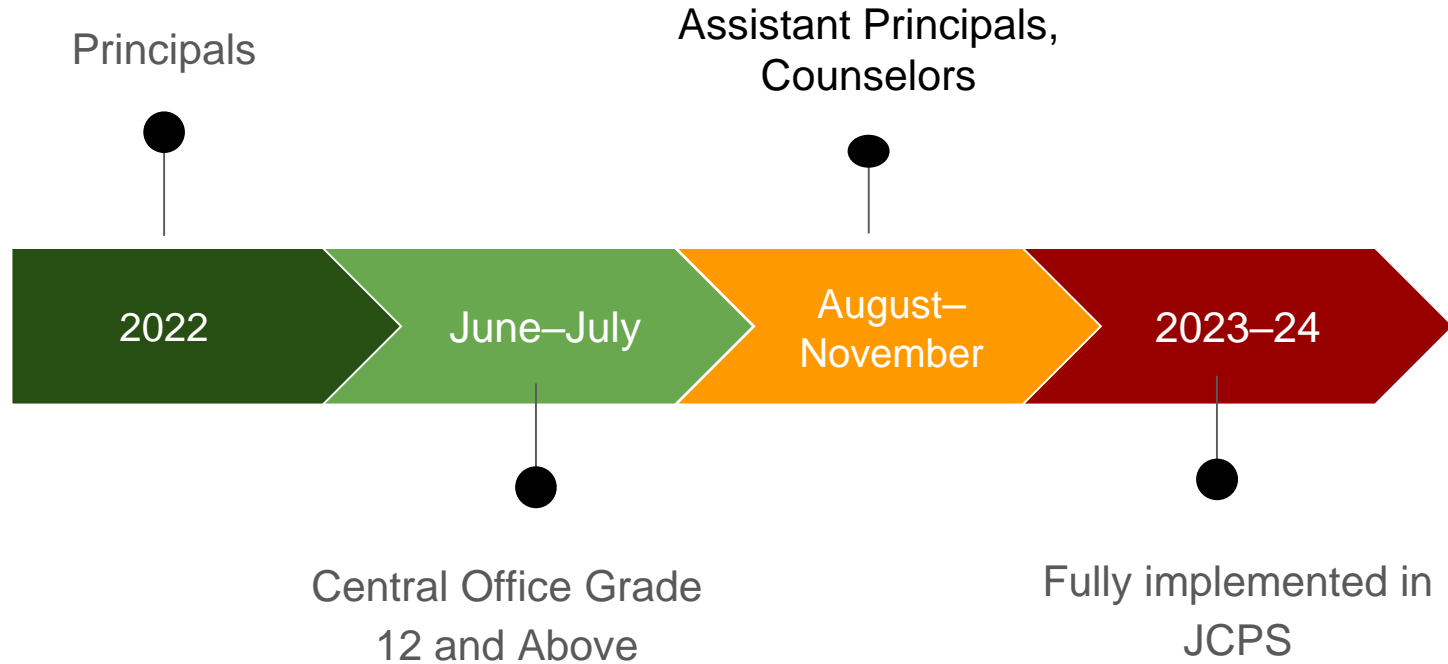 Principals
Assistant Principals,
Counselors
2022
June–July
August–
November
2023–24
Central Office Grade
12 and Above
Fully implemented in
JCPS